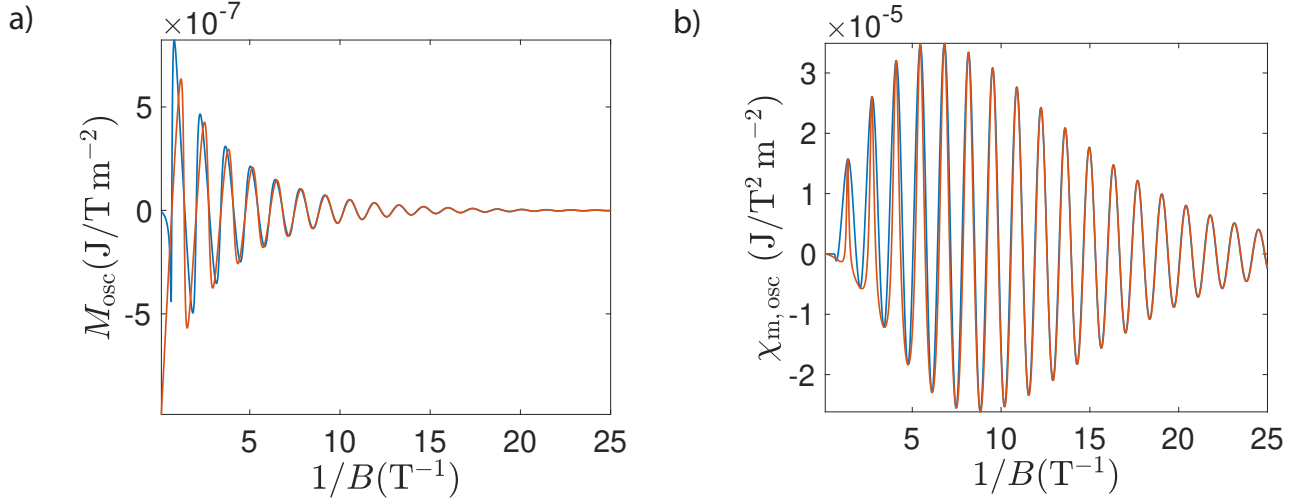 a)
×10⁻⁷
5
0
-5
M_osc(J/T m⁻²)
5 10 15 20 25
1/B(T⁻¹)
b)
×10⁻⁵
3
2
1
0
-1
-2
χ_m,osc (J/T² m⁻²)
5 10 15 20 25
1/B(T⁻¹)